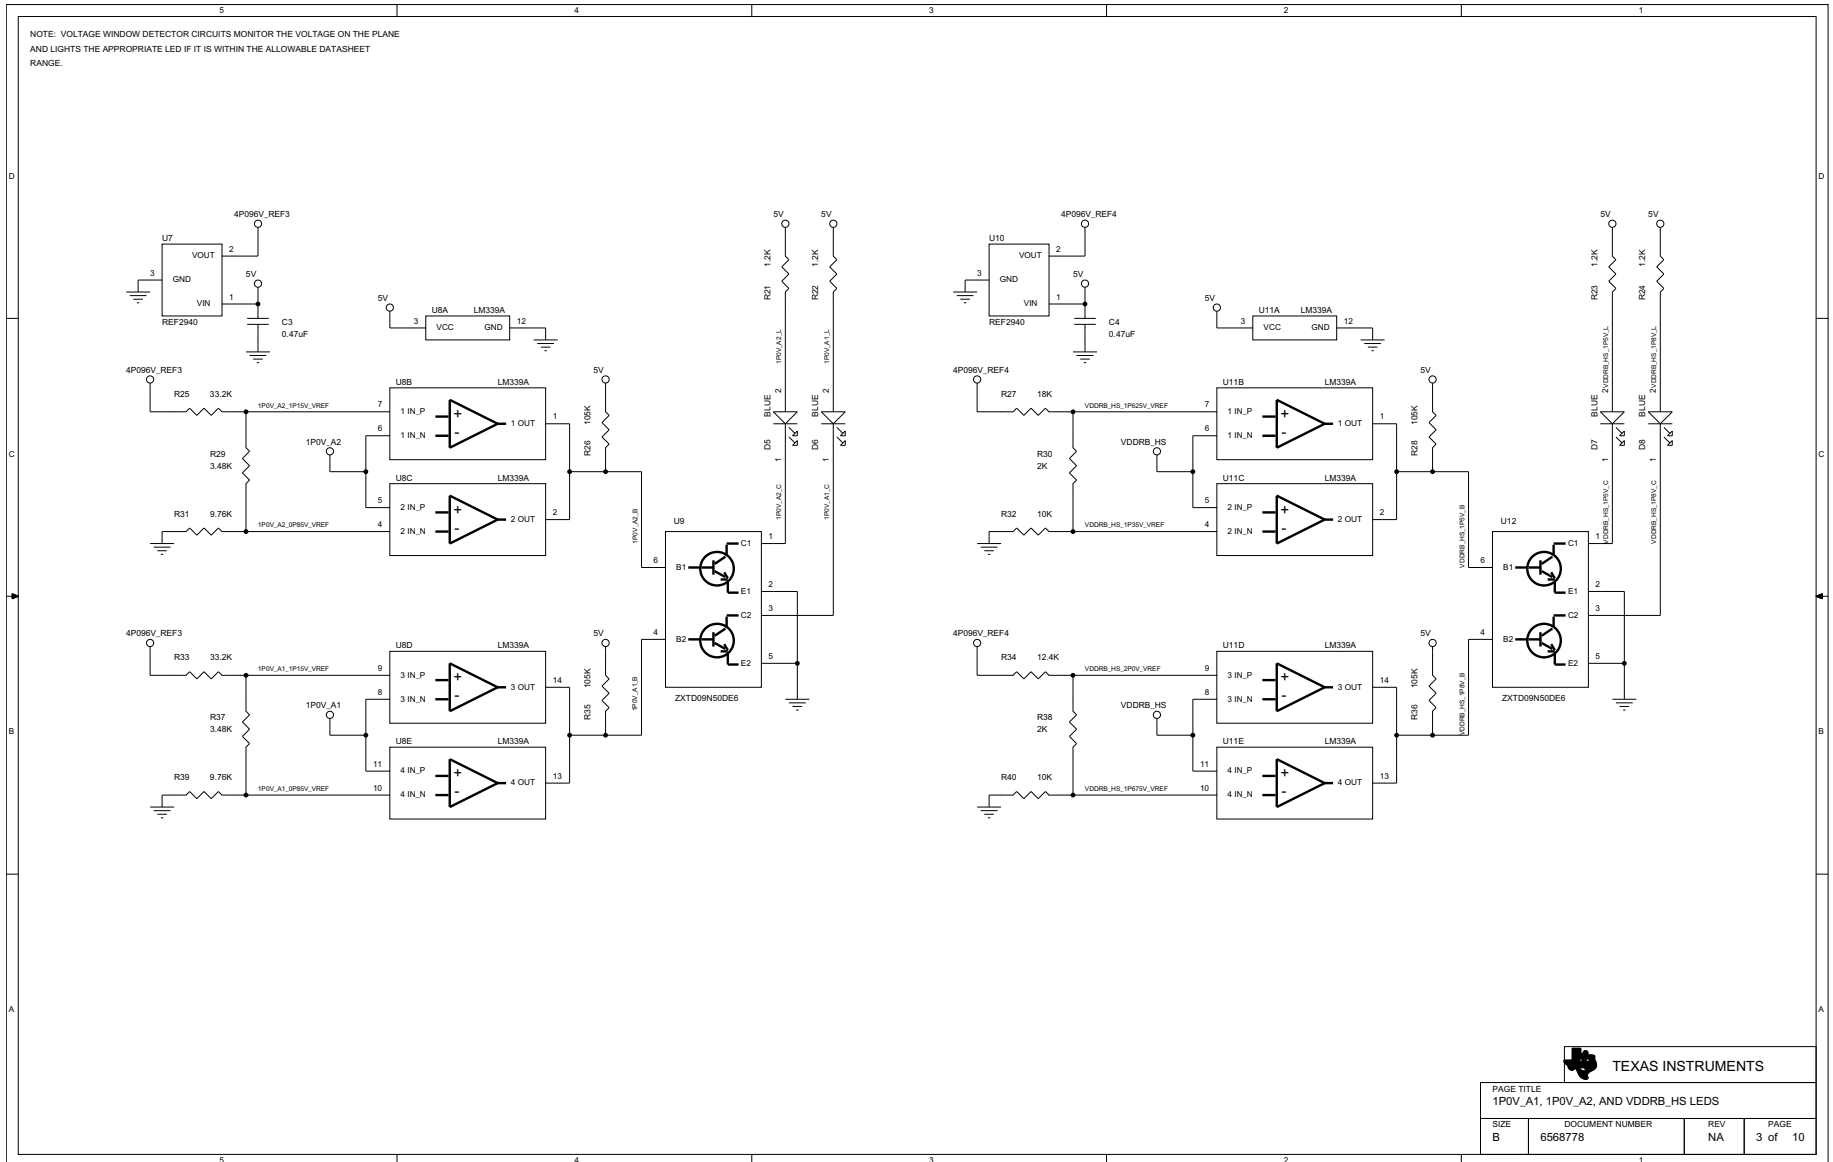 5 4 3 2 1
NOTE: VOLTAGE WINDOW DETECTOR CIRCUITS MONITOR THE VOLTAGE ON THE PLANE
AND LIGHTS THE APPROPRIATE LED IF IT IS WITHIN THE ALLOWABLE DATASHEET
RANGE.
D
D
4P096V_REF3
U7
VOUT
2
3
GND
5V
VIN
1
REF2940
C3
0.47uF
5V
U8A LM339A
3 VCC GND 12
5V 5V
R21 1.2K
R22 1.2K
1P0V_A2_L
1P0V_A1_L
2 2
D5 BLUE
D6 BLUE
1 1
1P0V_A2_C
1P0V_A1_C
4P096V_REF3
R25 33.2K
1P0V_A2_1P15V_VREF
U8B LM339A
7 1 IN_P
6 1 IN_N
+
-
1 OUT 1
5V
R26 105K
1P0V_A2
R29
3.48K
U8C LM339A
5 2 IN_P
4 2 IN_N
+
-
2 OUT 2
R31 9.76K
1P0V_A2_0P85V_VREF
1P0V_A2_B
U9
C1 1
6 B1
E1 2
C2 3
4 B2
E2 5
ZXTD09N50DE6
4P096V_REF3
R33 33.2K
1P0V_A1_1P15V_VREF
U8D LM339A
9 3 IN_P
8 3 IN_N
+
-
3 OUT 14
5V
R35 105K
1P0V_A1_B
1P0V_A1
R37
3.48K
U8E LM339A
11 4 IN_P
10 4 IN_N
+
-
4 OUT 13
R39 9.76K
1P0V_A1_0P85V_VREF
4P096V_REF4
U10
VOUT
2
3
GND
5V
VIN
1
REF2940
C4
0.47uF
5V
U11A LM339A
3 VCC GND 12
5V 5V
R23 1.2K
R24 1.2K
VDDRB_HS_1P5V_L
VDDRB_HS_1P8V_L
2 2
D7 BLUE
D8 BLUE
1 1
VDDRB_HS_1P5V_C
VDDRB_HS_1P8V_C
4P096V_REF4
R27 18K
VDDRB_HS_1P625V_VREF
U11B LM339A
7 1 IN_P
6 1 IN_N
+
-
1 OUT 1
5V
R28 105K
VDDRB_HS
R30
2K
U11C LM339A
5 2 IN_P
4 2 IN_N
+
-
2 OUT 2
R32 10K
VDDRB_HS_1P35V_VREF
VDDRB_HS_1P5V_B
U12
C1 1
6 B1
E1 2
C2 3
4 B2
E2 5
ZXTD09N50DE6
4P096V_REF4
R34 12.4K
VDDRB_HS_2P0V_VREF
U11D LM339A
9 3 IN_P
8 3 IN_N
+
-
3 OUT 14
5V
R36 105K
VDDRB_HS_1P8V_B
VDDRB_HS
R38
2K
U11E LM339A
11 4 IN_P
10 4 IN_N
+
-
4 OUT 13
R40 10K
VDDRB_HS_1P675V_VREF
C
C
B
B
A
A
TEXAS INSTRUMENTS
PAGE TITLE
1P0V_A1, 1P0V_A2, AND VDDRB_HS LEDS
SIZE DOCUMENT NUMBER REV PAGE
B 6568778 NA 3 of 10
5 4 3 2 1